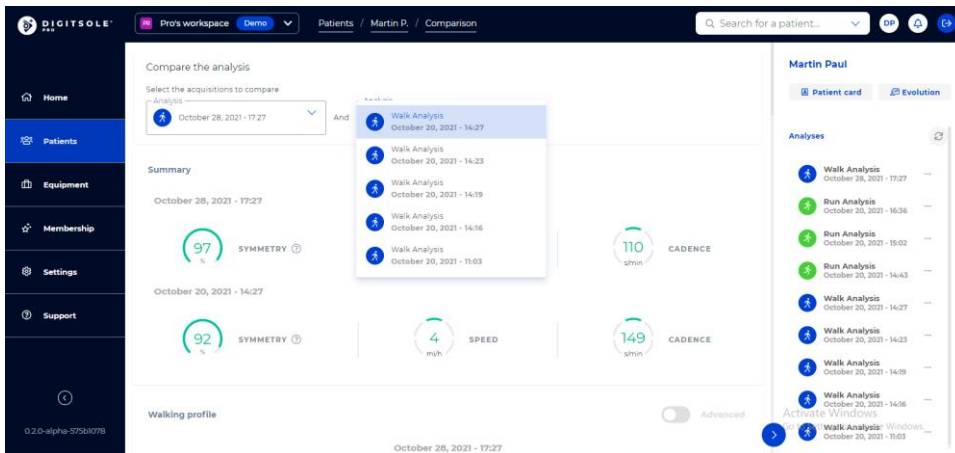 DIGITSOLE
PRO
PR Pro's workspace Demo
Patients / Martin P. / Comparison
Search for a patient...
DP
Home
Patients
Equipment
Membership
Settings
Support
0.2.0-alpha-575b1078
Compare the analysis
Select the acquisitions to compare
Analysis
October 28, 2021 - 17:27
And
Analysis
Walk Analysis
October 20, 2021 - 14:27
Walk Analysis
October 20, 2021 - 14:23
Walk Analysis
October 20, 2021 - 14:19
Walk Analysis
October 20, 2021 - 14:16
Walk Analysis
October 20, 2021 - 11:03
Summary
October 28, 2021 - 17:27
97 % SYMMETRY
110 s/min CADENCE
October 20, 2021 - 14:27
92 % SYMMETRY
4 mi/h SPEED
149 s/min CADENCE
Walking profile
Advanced
October 28, 2021 - 17:27
Martin Paul
Patient card
Evolution
Analyses
Walk Analysis
October 28, 2021 - 17:27
Run Analysis
October 20, 2021 - 16:36
Run Analysis
October 20, 2021 - 15:02
Run Analysis
October 20, 2021 - 14:43
Walk Analysis
October 20, 2021 - 14:27
Walk Analysis
October 20, 2021 - 14:23
Walk Analysis
October 20, 2021 - 14:19
Walk Analysis
October 20, 2021 - 14:16
Activate Windows
Walk Analysis
October 20, 2021 - 11:03